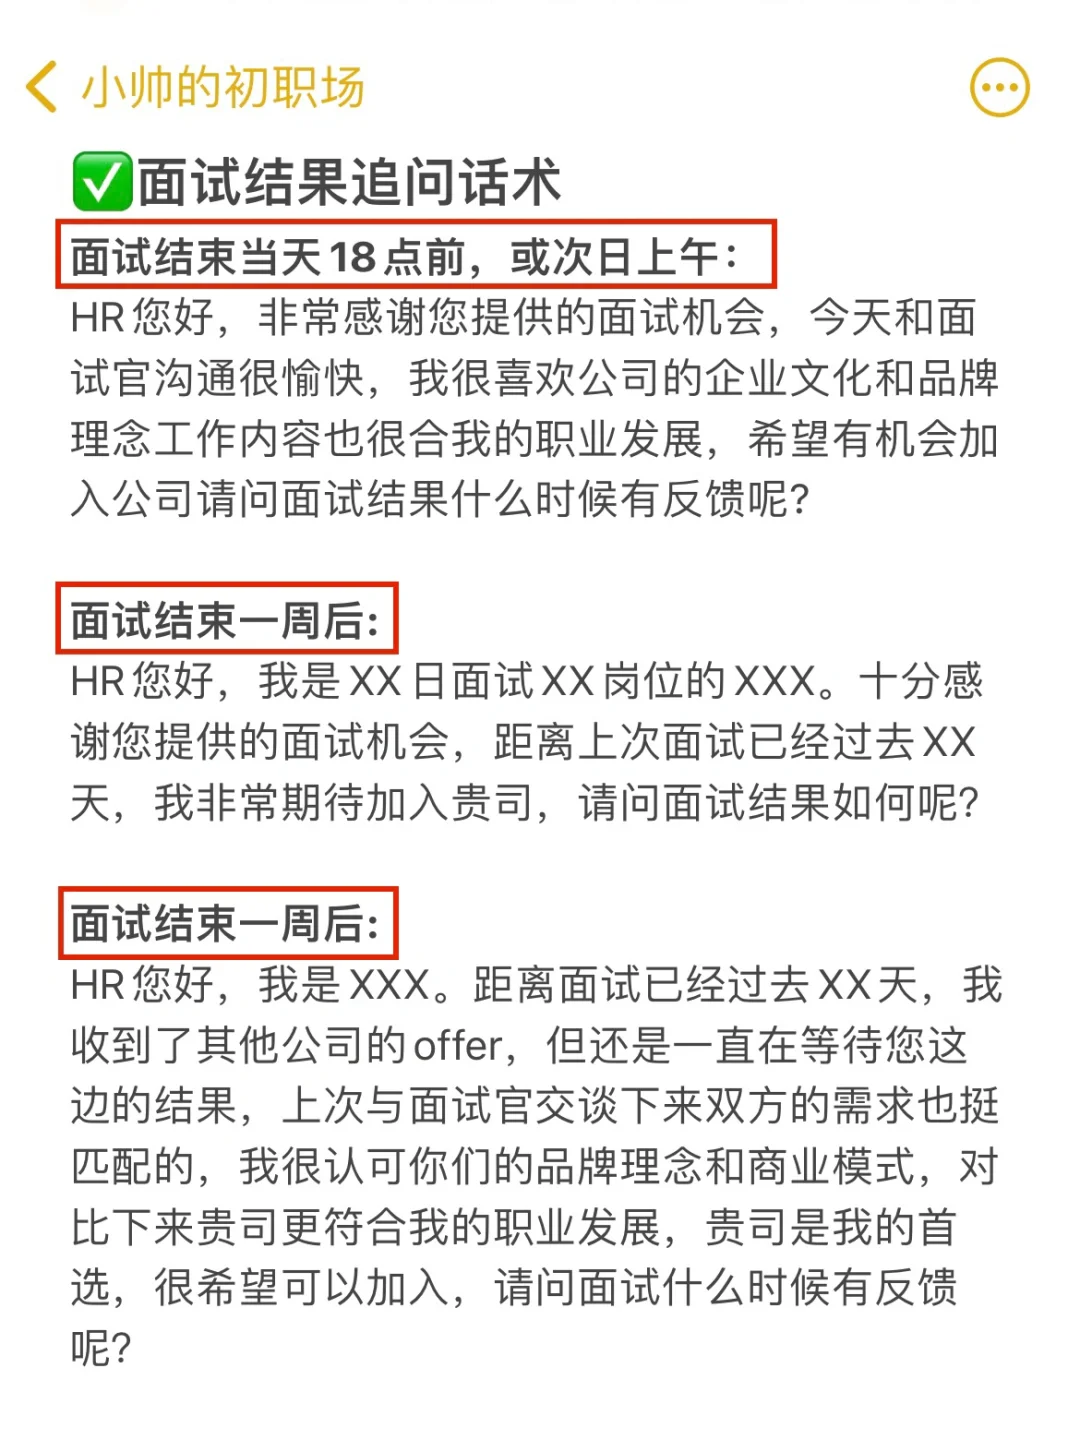 小帅的初职场
✅面试结果追问话术
面试结束当天18点前，或次日上午：
HR您好，非常感谢您提供的面试机会，今天和面
试官沟通很愉快，我很喜欢公司的企业文化和品牌
理念工作内容也很合我的职业发展，希望有机会加
入公司请问面试结果什么时候有反馈呢?
面试结束一周后:
HR您好，我是XX日面试XX岗位的XXX。十分感
谢您提供的面试机会，距离上次面试已经过去XX
天，我非常期待加入贵司，请问面试结果如何呢?
面试结束一周后:
HR您好，我是XXX。距离面试已经过去XX天，我
收到了其他公司的offer，但还是一直在等待您这
边的结果，上次与面试官交谈下来双方的需求也挺
匹配的，我很认可你们的品牌理念和商业模式，对
比下来贵司更符合我的职业发展，贵司是我的首
选，很希望可以加入，请问面试什么时候有反馈
呢?